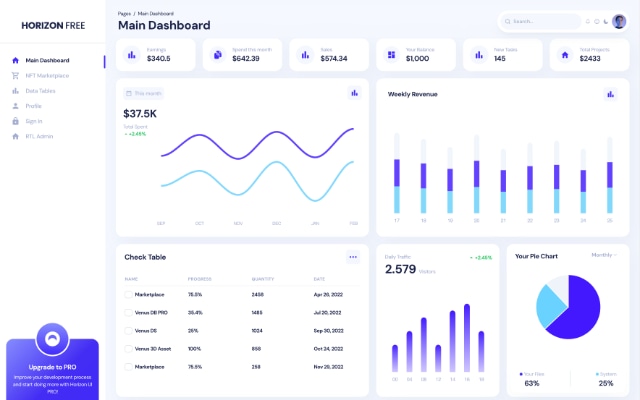 HORIZON FREE
Main Dashboard
NFT Marketplace
Data Tables
Profile
Sign In
RTL Admin
Upgrade to PRO
Improve your development process
and start doing more with Horizon UI
PRO!
Pages / Main Dashboard
Main Dashboard
Search...
Earnings
$340.5
Spend this month
$642.39
Sales
$574.34
Your Balance
$1,000
New Tasks
145
Total Projects
$2433
This month
$37.5K
Total Spent
+2.45%
SEP OCT NOV DEC JAN FEB
Weekly Revenue
17 18 19 20 21 22 23 24 25
Check Table
NAME PROGRESS QUANTITY DATE
Marketplace 75.5% 2458 Apr 26, 2022
Venus DB PRO 35.4% 1485 Jul 20, 2022
Venus DS 25% 1024 Sep 30, 2022
Venus 3D Asset 100% 858 Oct 24, 2022
Marketplace 75.5% 258 Nov 29, 2022
Daily Traffic
+2.45%
2.579 Visitors
00 04 08 12 14 16 18
Your Pie Chart
Monthly
Your Files
63%
System
25%